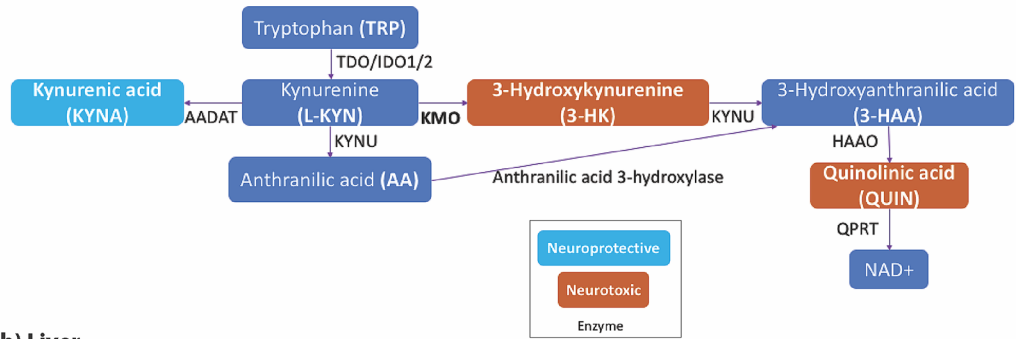 Tryptophan (TRP)
TDO/IDO1/2
Kynurenic acid
(KYNA)
AADAT
Kynurenine
(L-KYN)
KMO
3-Hydroxykynurenine
(3-HK)
KYNU
3-Hydroxyanthranilic acid
(3-HAA)
KYNU
HAAO
Anthranilic acid (AA)
Anthranilic acid 3-hydroxylase
Quinolinic acid
(QUIN)
QPRT
NAD+
Neuroprotective
Neurotoxic
Enzyme